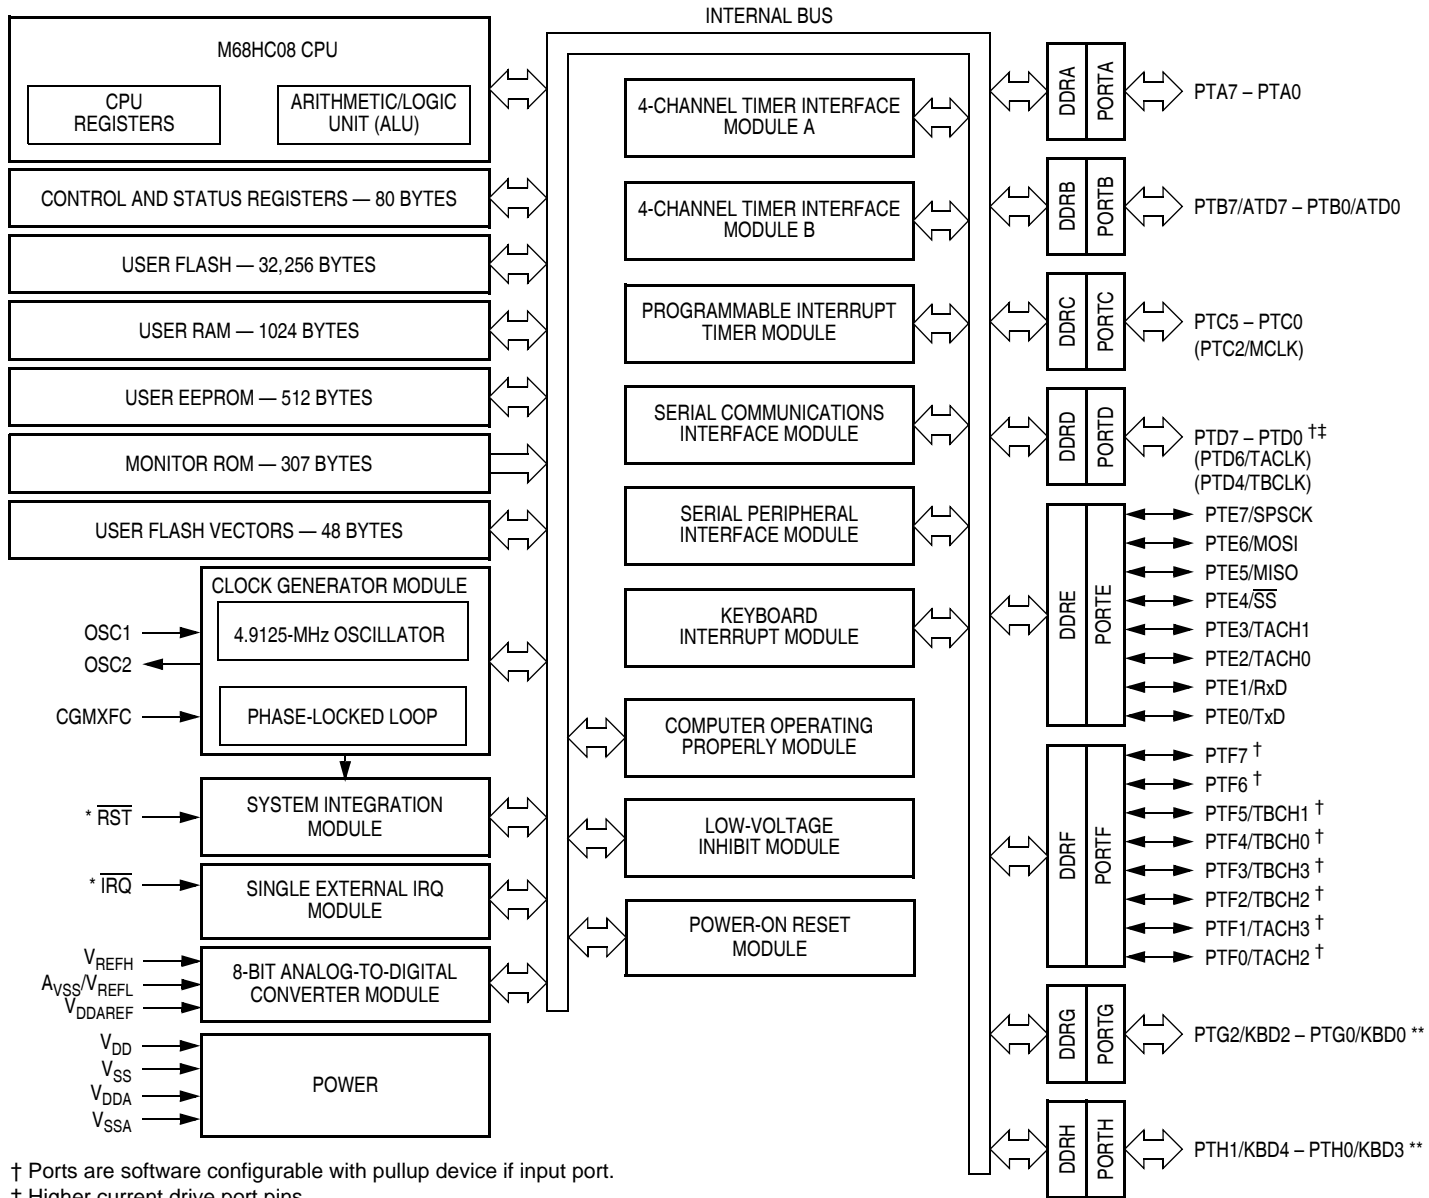 INTERNAL BUS
M68HC08 CPU
CPU
REGISTERS
ARITHMETIC/LOGIC
UNIT (ALU)
CONTROL AND STATUS REGISTERS — 80 BYTES
USER FLASH — 32,256 BYTES
USER RAM — 1024 BYTES
USER EEPROM — 512 BYTES
MONITOR ROM — 307 BYTES
USER FLASH VECTORS — 48 BYTES
CLOCK GENERATOR MODULE
4.9125-MHz OSCILLATOR
PHASE-LOCKED LOOP
OSC1
OSC2
CGMXFC
SYSTEM INTEGRATION
MODULE
* RST
SINGLE EXTERNAL IRQ
MODULE
* IRQ
8-BIT ANALOG-TO-DIGITAL
CONVERTER MODULE
VREFH
AVSS/VREFL
VDDAREF
POWER
VDD
VSS
VDDA
VSSA
4-CHANNEL TIMER INTERFACE
MODULE A
4-CHANNEL TIMER INTERFACE
MODULE B
PROGRAMMABLE INTERRUPT
TIMER MODULE
SERIAL COMMUNICATIONS
INTERFACE MODULE
SERIAL PERIPHERAL
INTERFACE MODULE
KEYBOARD
INTERRUPT MODULE
COMPUTER OPERATING
PROPERLY MODULE
LOW-VOLTAGE
INHIBIT MODULE
POWER-ON RESET
MODULE
DDRA
PORTA
PTA7 – PTA0
DDRB
PORTB
PTB7/ATD7 – PTB0/ATD0
DDRC
PORTC
PTC5 – PTC0
(PTC2/MCLK)
DDRD
PORTD
PTD7 – PTD0 †‡
(PTD6/TACLK)
(PTD4/TBCLK)
DDRE
PORTE
PTE7/SPSCK
PTE6/MOSI
PTE5/MISO
PTE4/SS
PTE3/TACH1
PTE2/TACH0
PTE1/RxD
PTE0/TxD
DDRF
PORTF
PTF7 †
PTF6 †
PTF5/TBCH1 †
PTF4/TBCH0 †
PTF3/TBCH3 †
PTF2/TBCH2 †
PTF1/TACH3 †
PTF0/TACH2 †
DDRG
PORTG
PTG2/KBD2 – PTG0/KBD0 **
DDRH
PORTH
PTH1/KBD4 – PTH0/KBD3 **
† Ports are software configurable with pullup device if input port.
‡ Higher current drive port pins